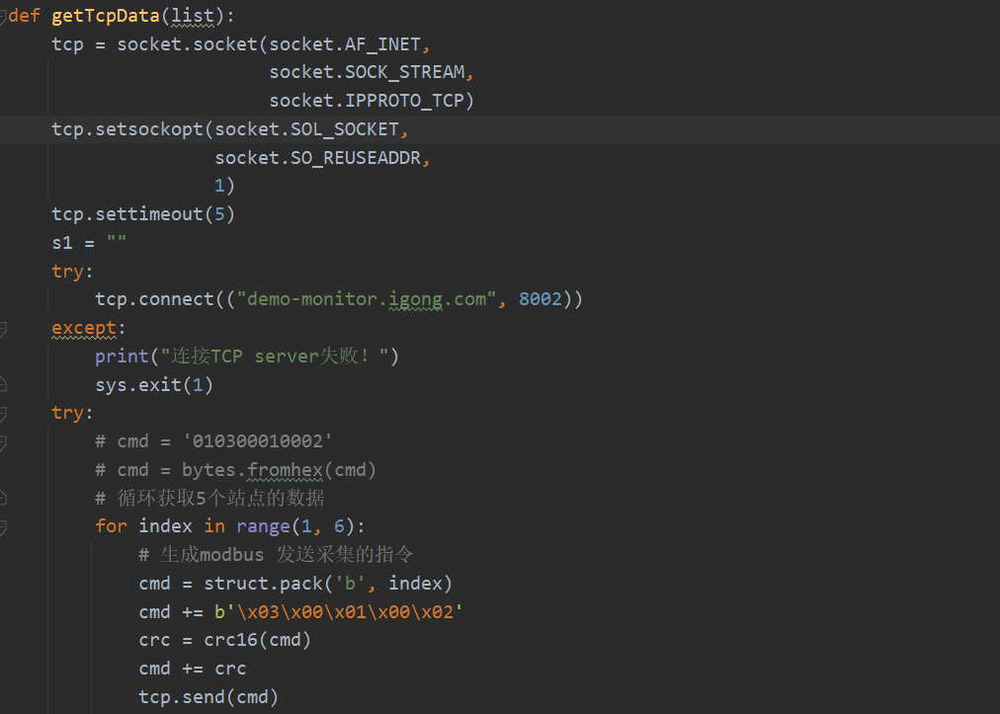 def getTcpData(list):
    tcp = socket.socket(socket.AF_INET,
                        socket.SOCK_STREAM,
                        socket.IPPROTO_TCP)
    tcp.setsockopt(socket.SOL_SOCKET,
                   socket.SO_REUSEADDR,
                   1)
    tcp.settimeout(5)
    s1 = ""
    try:
        tcp.connect(("demo-monitor.igong.com", 8002))
    except:
        print("连接TCP server失败！")
        sys.exit(1)
    try:
        # cmd = '010300010002'
        # cmd = bytes.fromhex(cmd)
        # 循环获取5个站点的数据
        for index in range(1, 6):
            # 生成modbus 发送采集的指令
            cmd = struct.pack('b', index)
            cmd += b'\x03\x00\x01\x00\x02'
            crc = crc16(cmd)
            cmd += crc
            tcp.send(cmd)